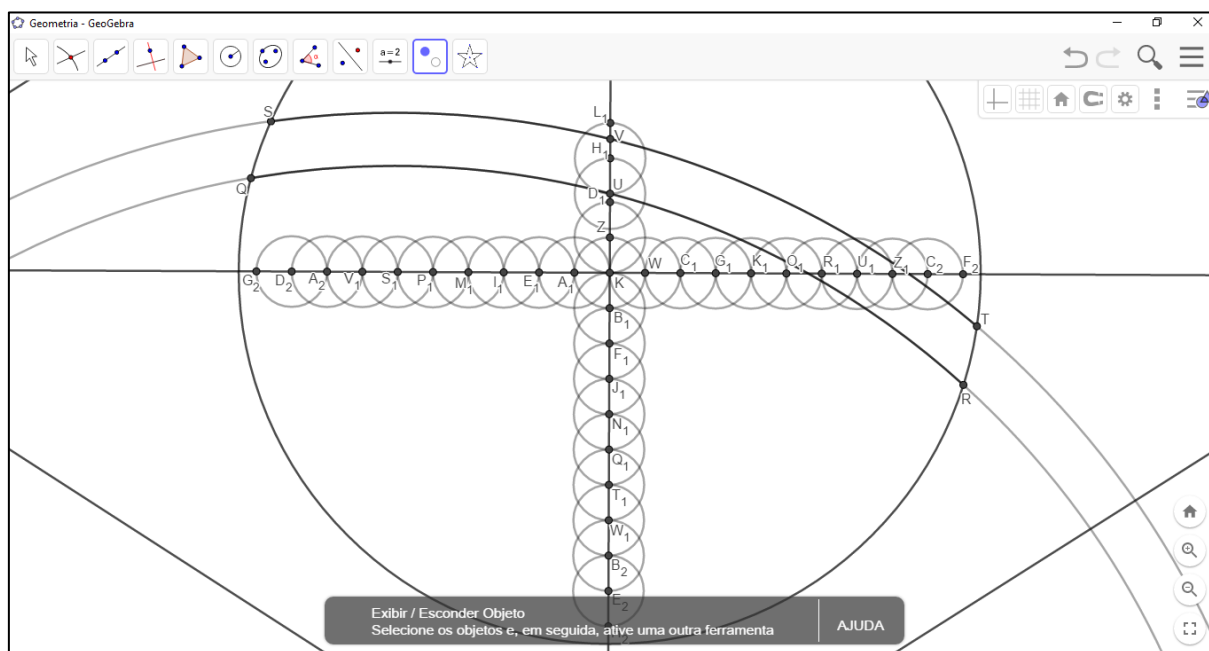 Geometria - GeoGebra
a=2
L₁
S
V
H₁
Q
U
D₁
Z
G₂ D₂ A₂ V₁ S₁ P₁ M₁ I₁ E₁ A₁ K W C₁ G₁ K₁ O₁ R₁ U₁ Z₁ C₂ F₂
B₁
T
F₁
J₁
R
N₁
Q₁
T₁
W₁
B₂
E₂
Exibir / Esconder Objeto
Selecione os objetos e, em seguida, ative uma outra ferramenta
AJUDA